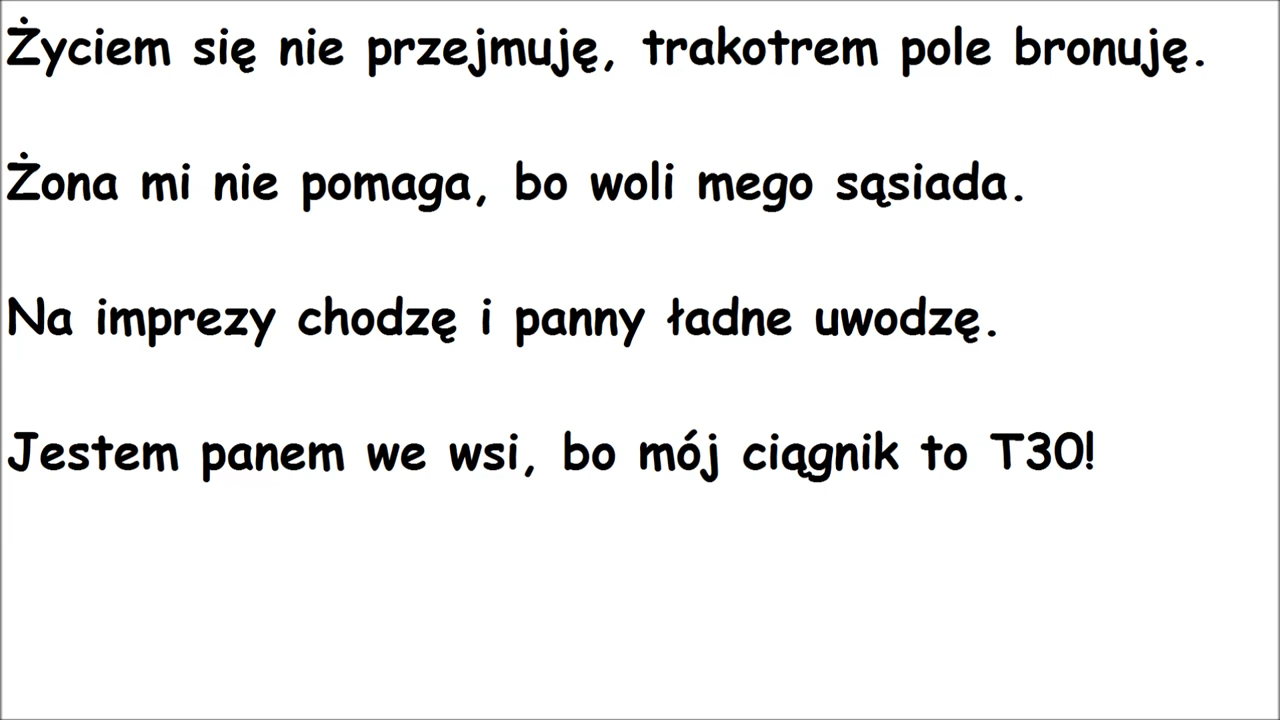 Życiem się nie przejmuję, trakotrem pole bronuję.
Żona mi nie pomaga, bo woli mego sąsiada.
Na imprezy chodzę i panny ładne uwodzę.
Jestem panem we wsi, bo mój ciągnik to T30!